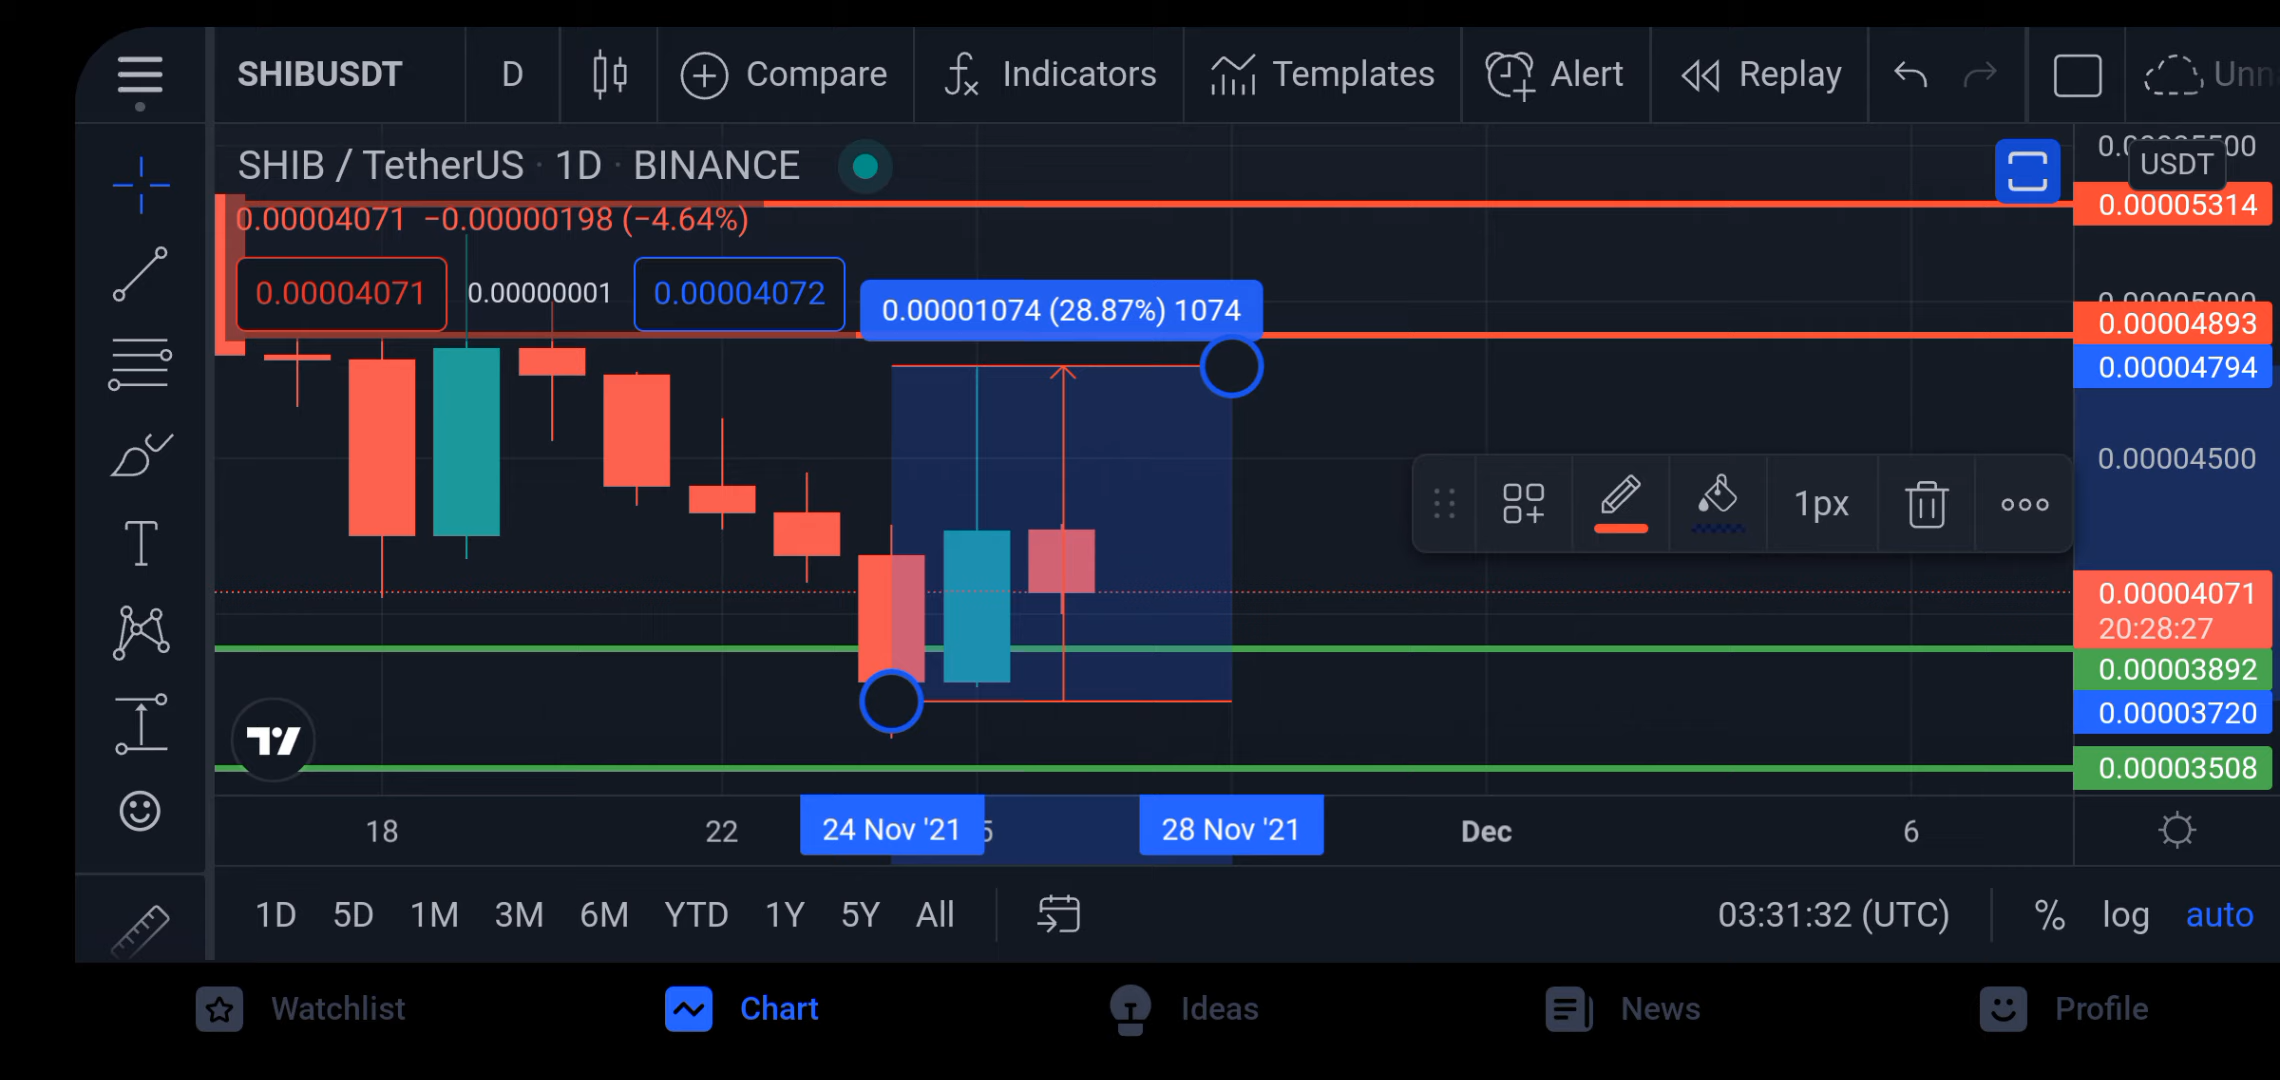 SHIBUSDT D Compare Indicators Templates Alert Replay Unn
SHIB / TetherUS · 1D · BINANCE
USDT
0.00005314
0.00004071 −0.00000198 (−4.64%)
0.00004071 0.00000001 0.00004072
0.00001074 (28.87%) 1074
0.00004893
0.00004794
0.00004500
1px
0.00004071
20:28:27
0.00003892
0.00003720
0.00003508
18 22 24 Nov '21 28 Nov '21 Dec 6
1D 5D 1M 3M 6M YTD 1Y 5Y All 03:31:32 (UTC) % log auto
Watchlist Chart Ideas News Profile